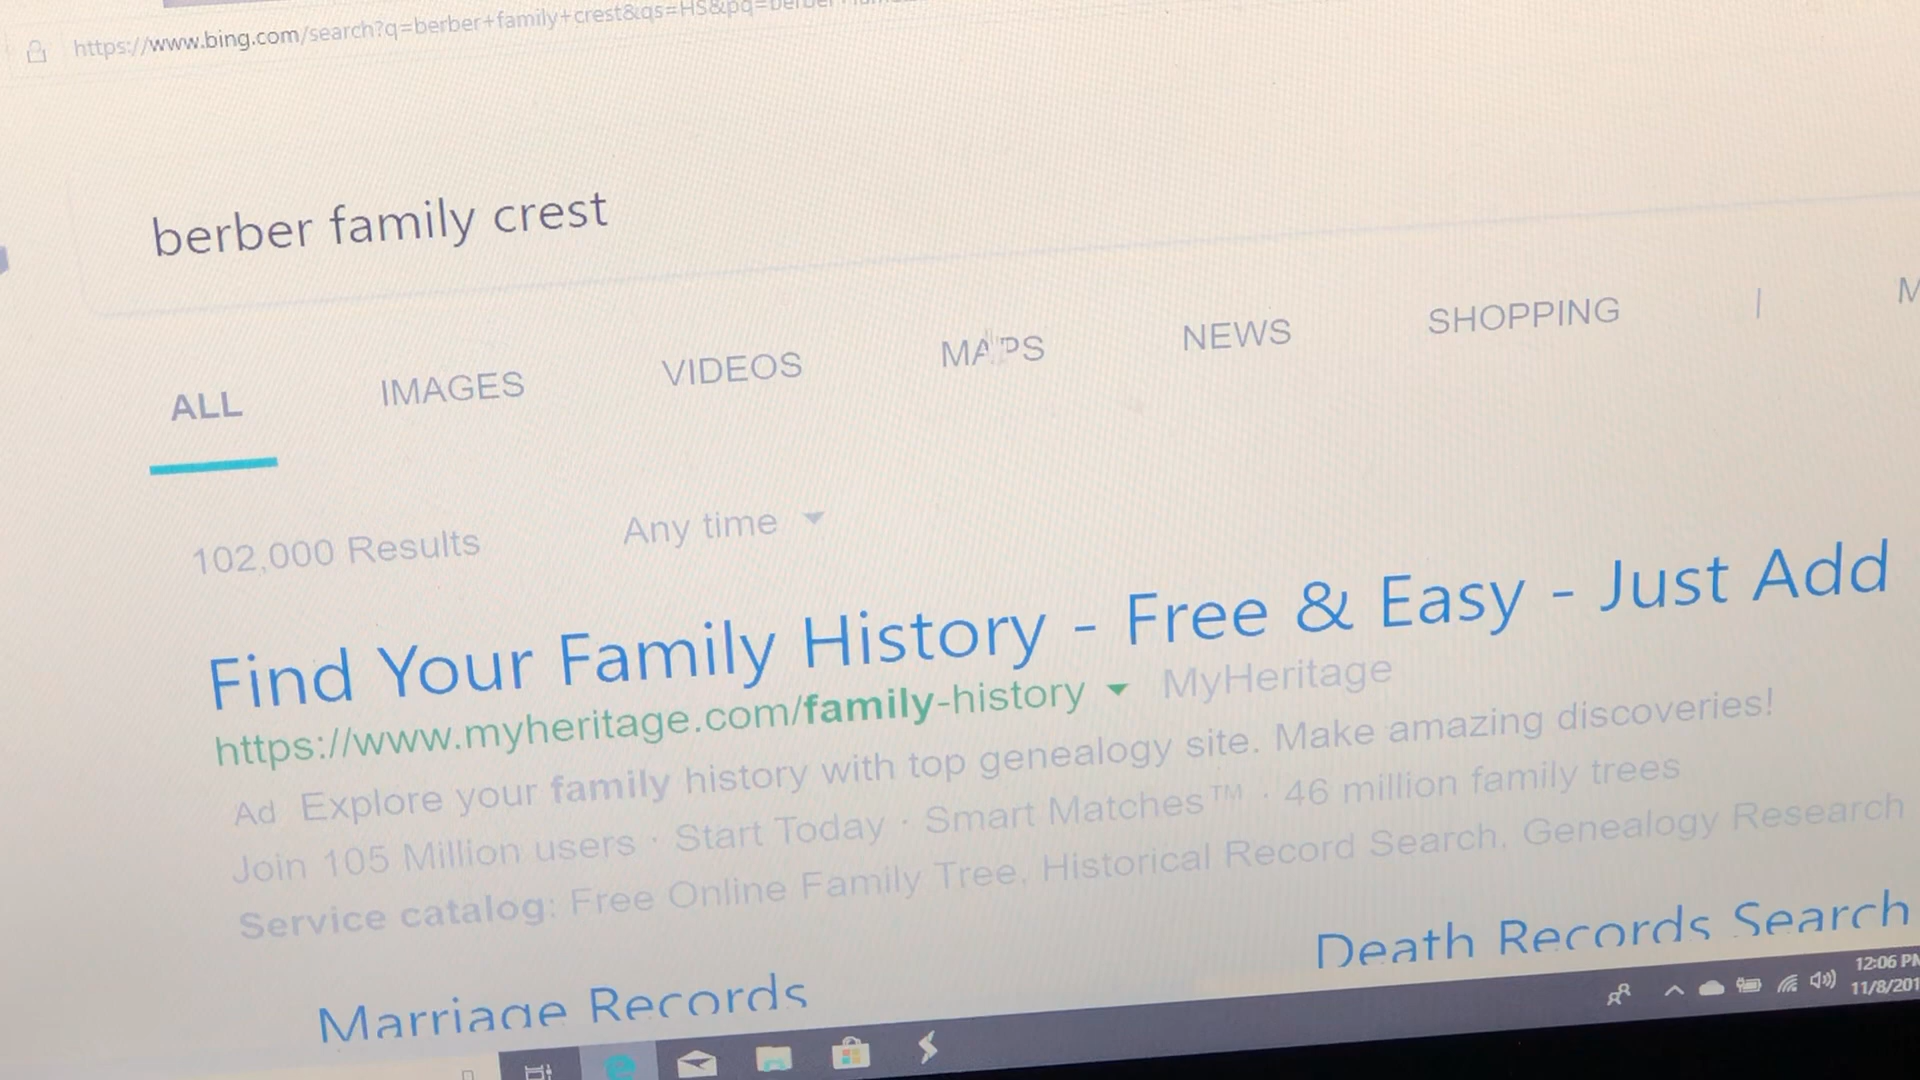 https://www.bing.com/search?q=berber+family+crest&qs=HS&pq=berber
berber family crest
ALL IMAGES VIDEOS MAPS NEWS SHOPPING | M
102,000 Results Any time
Find Your Family History - Free & Easy - Just Add
https://www.myheritage.com/family-history MyHeritage
Ad Explore your family history with top genealogy site. Make amazing discoveries!
Join 105 Million users · Start Today · Smart Matches™ · 46 million family trees
Service catalog: Free Online Family Tree, Historical Record Search, Genealogy Research
Marriage Records
Death Records Search
12:06 PM
11/8/201